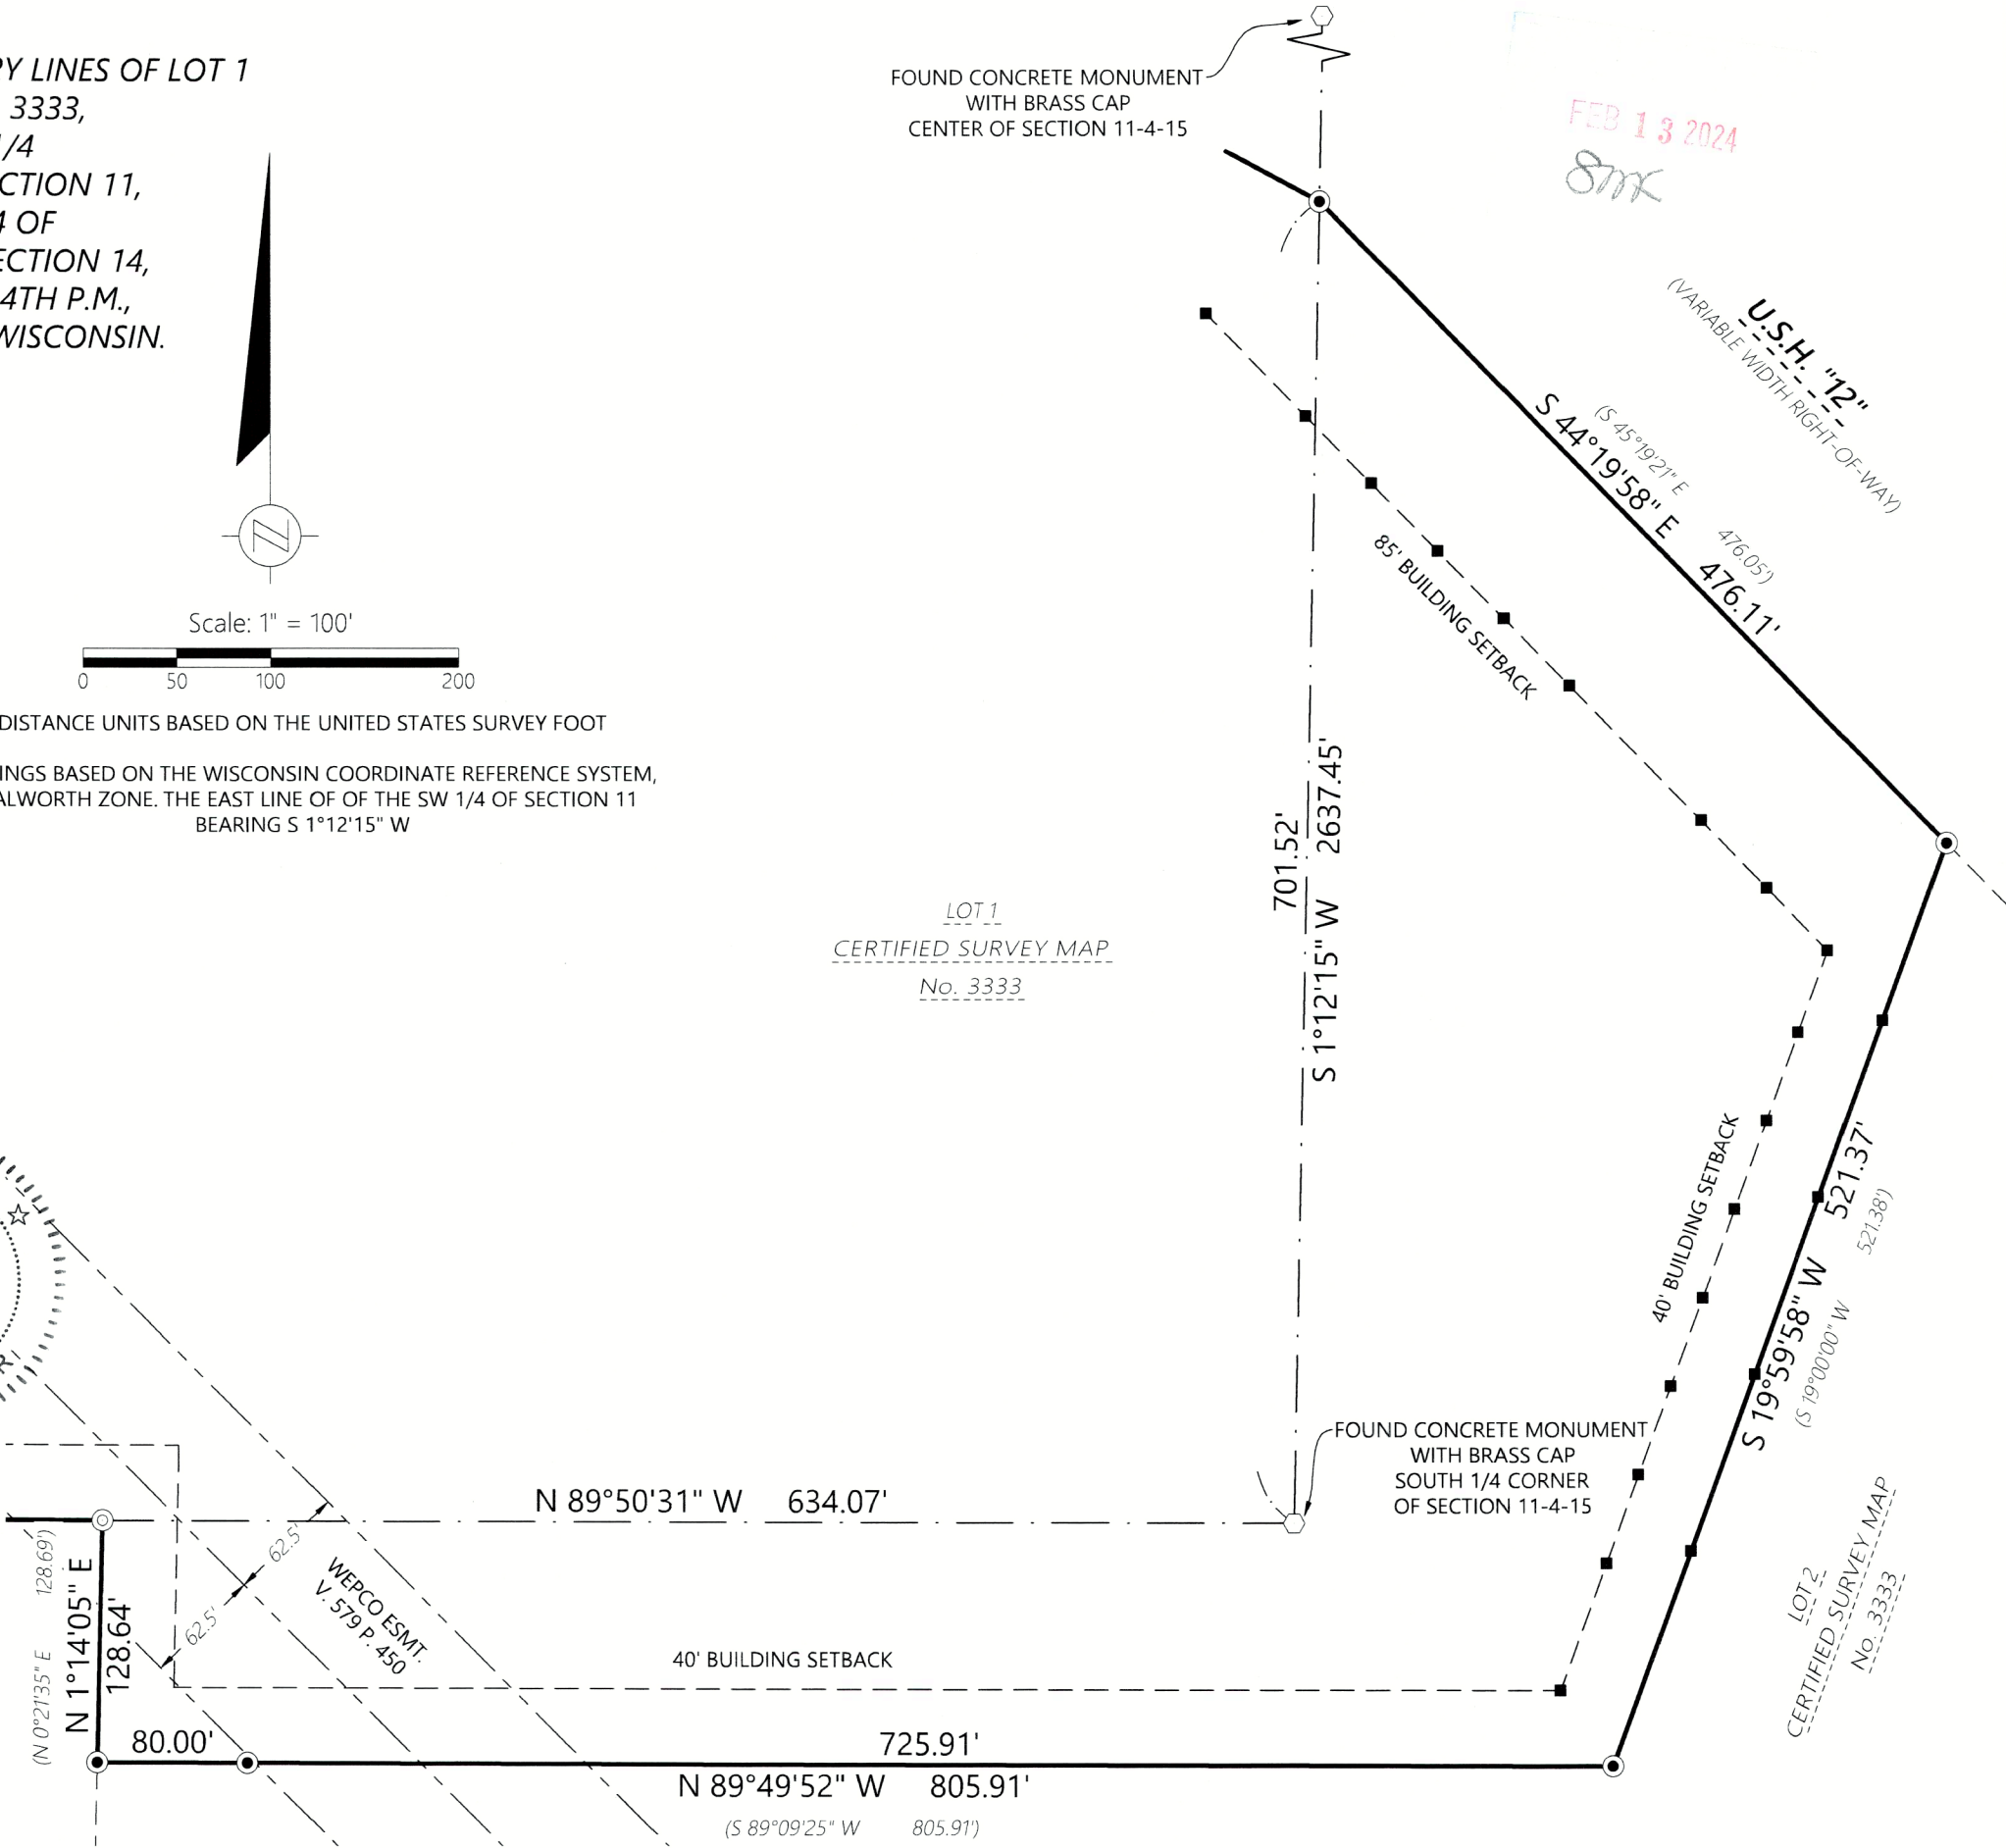 Y LINES OF LOT 1
3333,
1/4
CTION 11,
4 OF
ECTION 14,
4TH P.M.,
WISCONSIN.
FOUND CONCRETE MONUMENT
WITH BRASS CAP
CENTER OF SECTION 11-4-15
FEB 13 2024
SMK
U.S.H. "12"
(VARIABLE WIDTH RIGHT-OF-WAY)
(S 45°19'21" E 476.05')
S 44°19'58" E 476.11'
85' BUILDING SETBACK
N
Scale: 1" = 100'
0 50 100 200
DISTANCE UNITS BASED ON THE UNITED STATES SURVEY FOOT
INGS BASED ON THE WISCONSIN COORDINATE REFERENCE SYSTEM,
ALWORTH ZONE. THE EAST LINE OF OF THE SW 1/4 OF SECTION 11
BEARING S 1°12'15" W
701.52'
S 1°12'15" W 2637.45'
LOT 1
CERTIFIED SURVEY MAP
No. 3333
40' BUILDING SETBACK
S 19°59'58" W 521.37'
(S 19°00'00" W 521.38')
FOUND CONCRETE MONUMENT
WITH BRASS CAP
SOUTH 1/4 CORNER
OF SECTION 11-4-15
LOT 2
CERTIFIED SURVEY MAP
No. 3333
N 89°50'31" W 634.07'
62.5'
62.5'
WEPCO ESMT.
V. 579 P. 450
(N 0°21'35" E 128.69')
N 1°14'05" E
128.64'
40' BUILDING SETBACK
80.00'
725.91'
N 89°49'52" W 805.91'
(S 89°09'25" W 805.91')